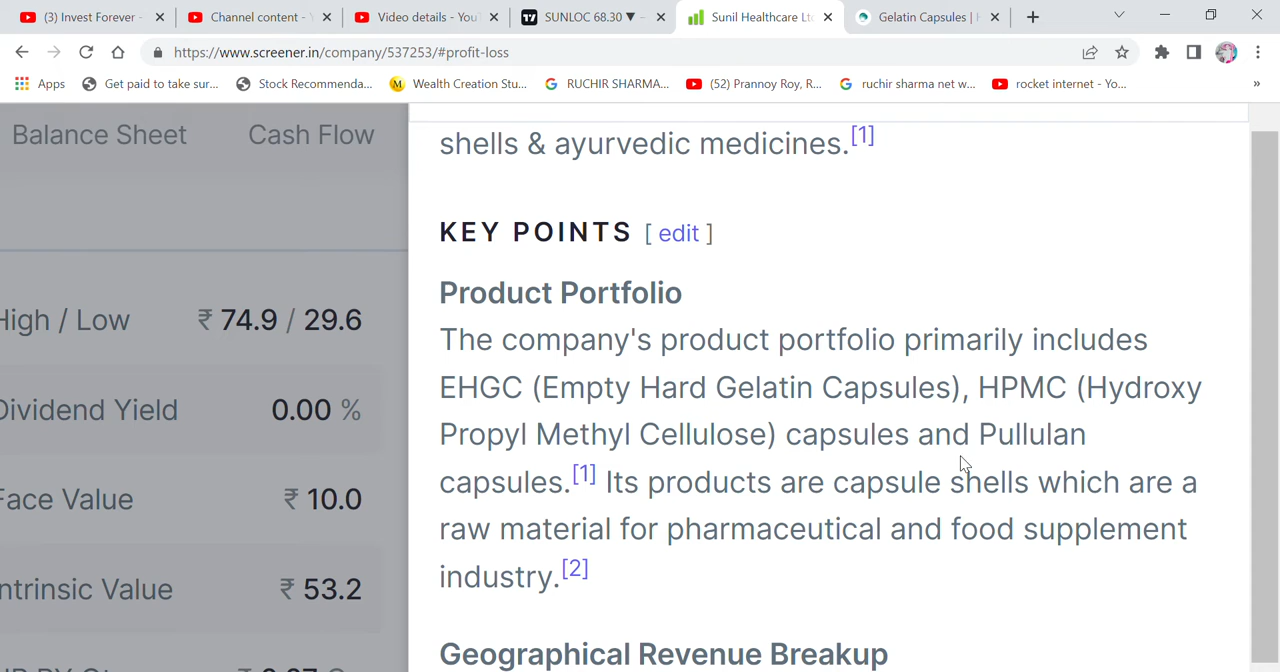 (3) Invest Forever -
Channel content -
Video details - You
SUNLOC 68.30 ▼ -
Sunil Healthcare Lt
Gelatin Capsules |
https://www.screener.in/company/537253/#profit-loss
Apps
Get paid to take sur...
Stock Recommenda...
Wealth Creation Stu...
RUCHIR SHARMA...
(52) Prannoy Roy, R...
ruchir sharma net w...
rocket internet - Yo...
»
Balance Sheet Cash Flow
High / Low ₹ 74.9 / 29.6
Dividend Yield 0.00 %
Face Value ₹ 10.0
Intrinsic Value ₹ 53.2
shells & ayurvedic medicines.[1]
KEY POINTS [ edit ]
Product Portfolio
The company's product portfolio primarily includes
EHGC (Empty Hard Gelatin Capsules), HPMC (Hydroxy
Propyl Methyl Cellulose) capsules and Pullulan
capsules.[1] Its products are capsule shells which are a
raw material for pharmaceutical and food supplement
industry.[2]
Geographical Revenue Breakup